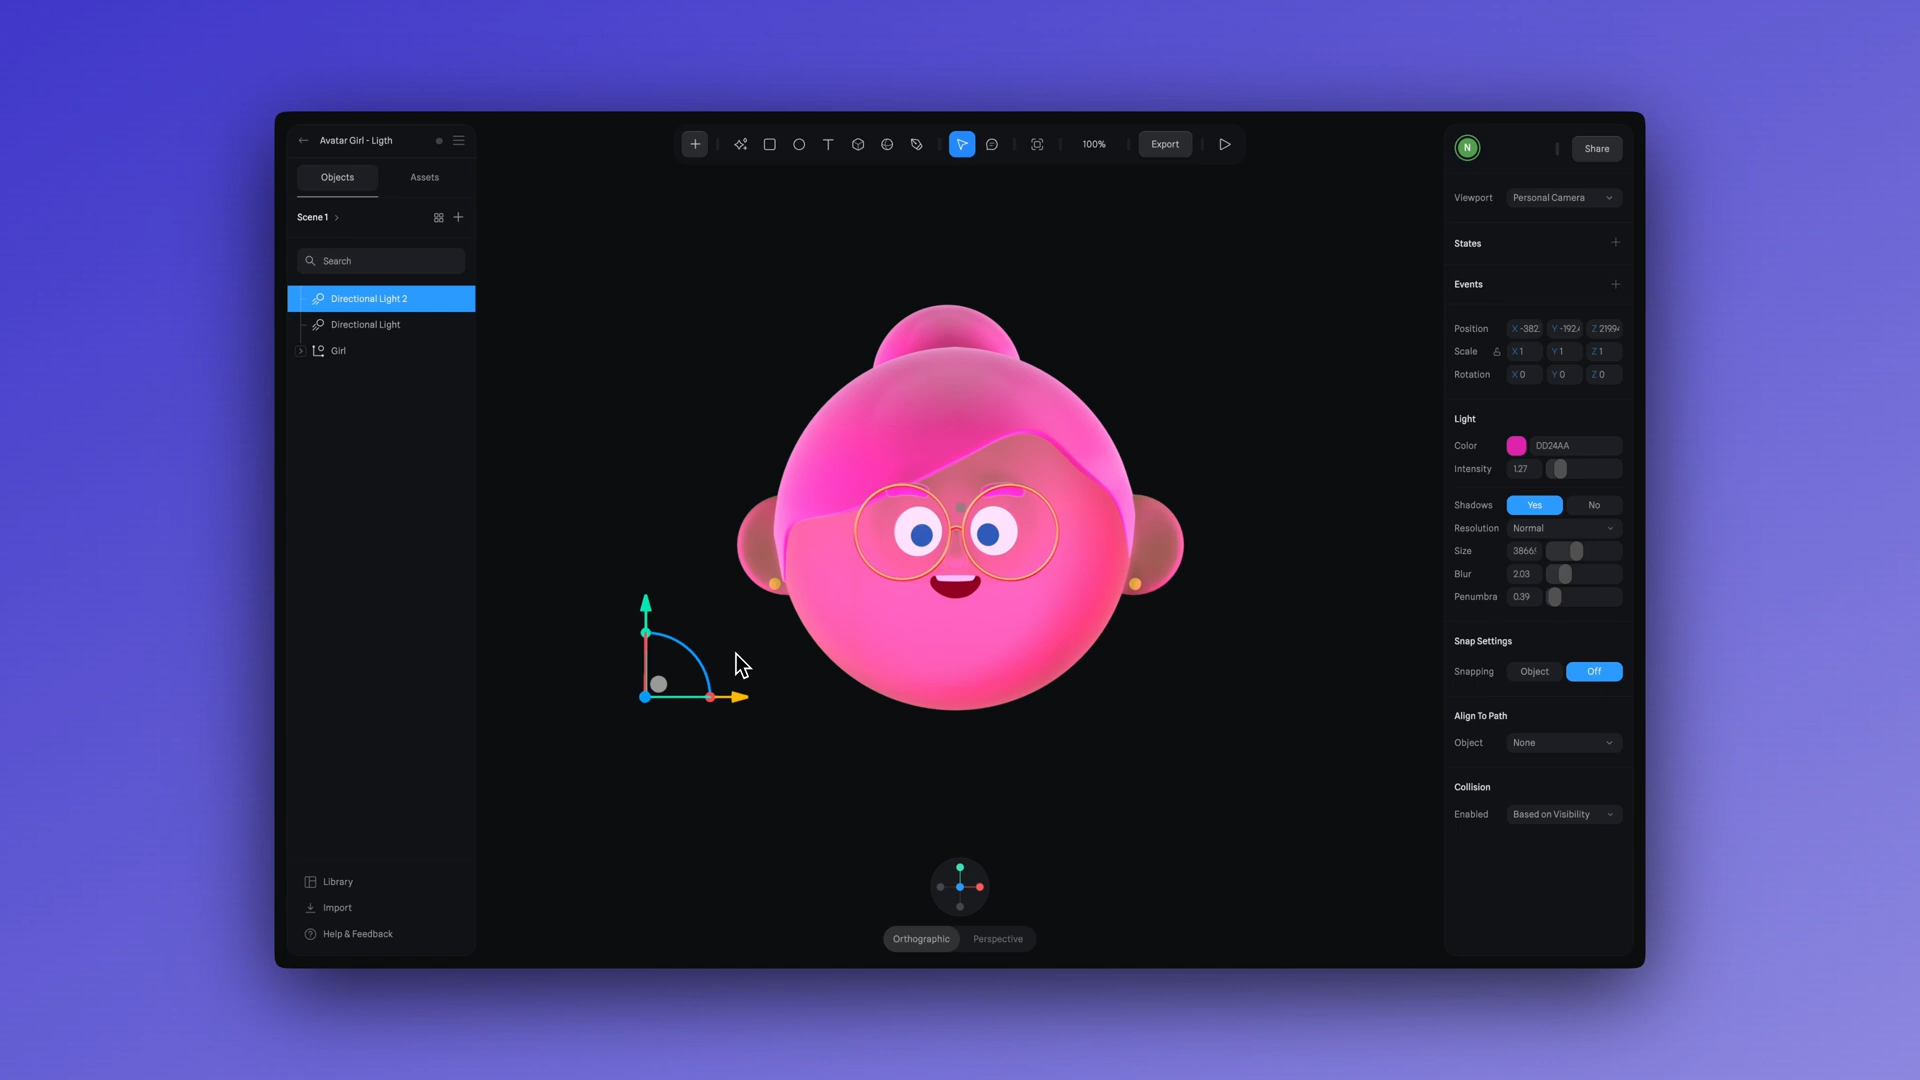 Avatar Girl - Ligth
Objects
Assets
Scene 1
Search
Directional Light 2
Directional Light
Girl
Library
Import
Help & Feedback
T
100%
Export
Orthographic
Perspective
N
Share
Viewport
Personal Camera
States
Events
Position
X -382.
Y -192.
Z 2199
Scale
X 1
Y 1
Z 1
Rotation
X 0
Y 0
Z 0
Light
Color
DD24AA
Intensity
1.27
Shadows
Yes
No
Resolution
Normal
Size
3866
Blur
2.03
Penumbra
0.39
Snap Settings
Snapping
Object
Off
Align To Path
Object
None
Collision
Enabled
Based on Visibility